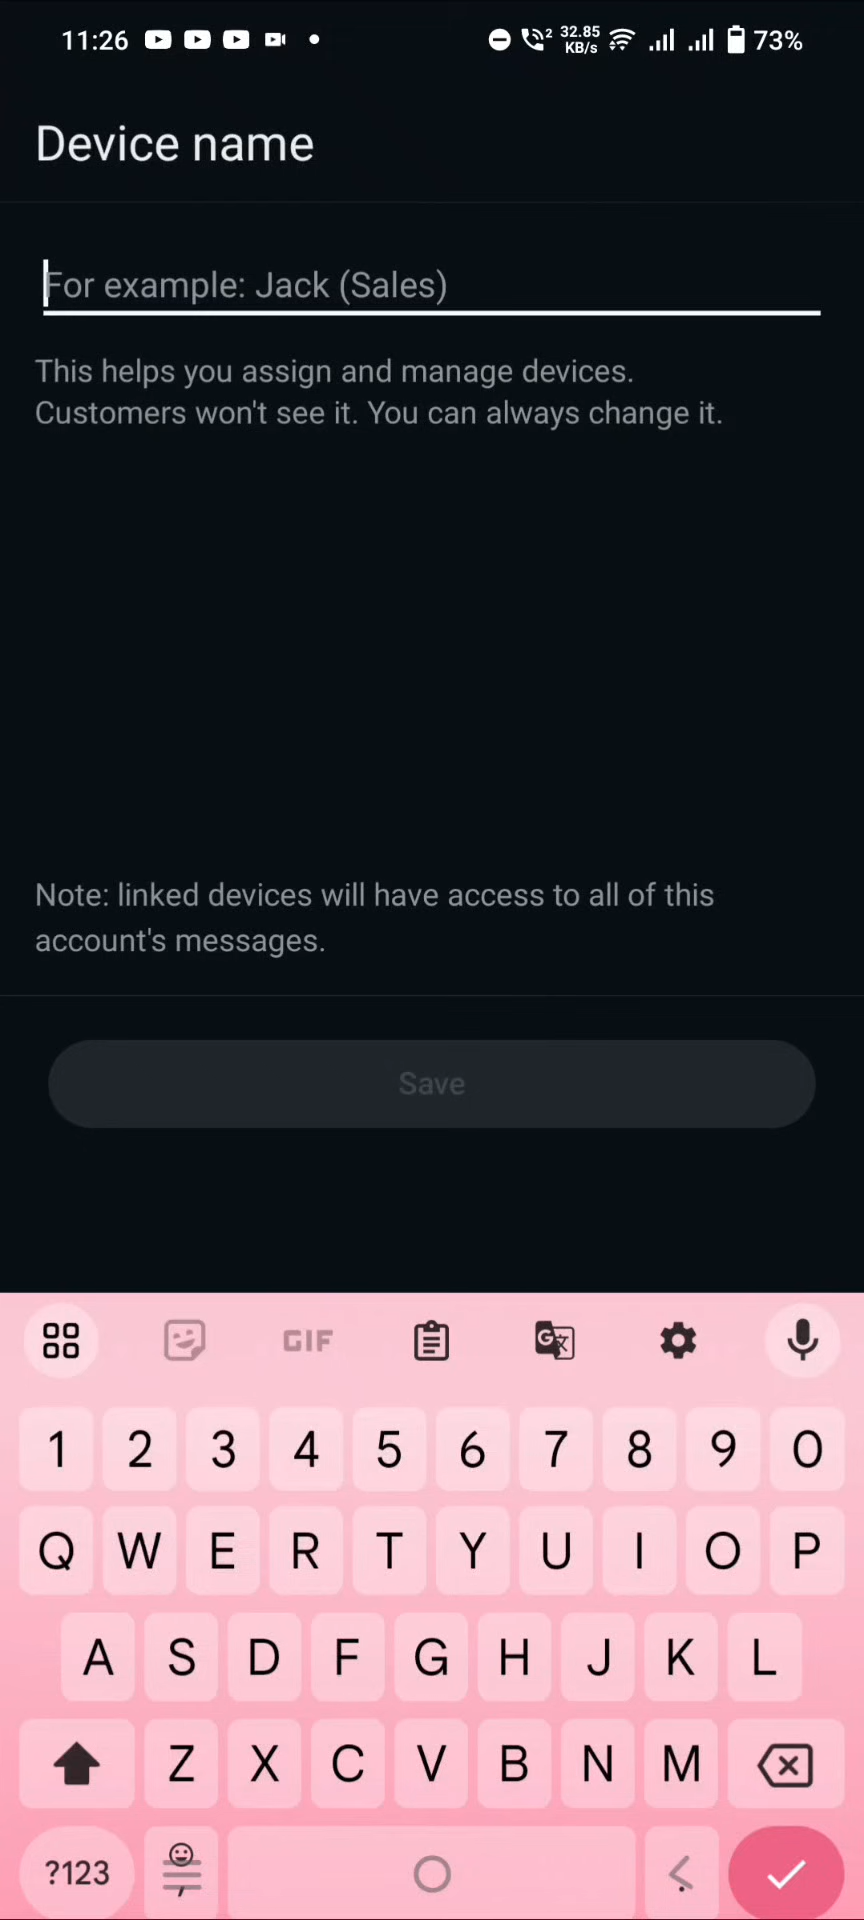 11:26
2 32.85 KB/s 73%
Device name
For example: Jack (Sales)
This helps you assign and manage devices.
Customers won't see it. You can always change it.
Note: linked devices will have access to all of this
account's messages.
Save
GIF G
1 2 3 4 5 6 7 8 9 0
Q W E R T Y U I O P
A S D F G H J K L
Z X C V B N M
?123 , .